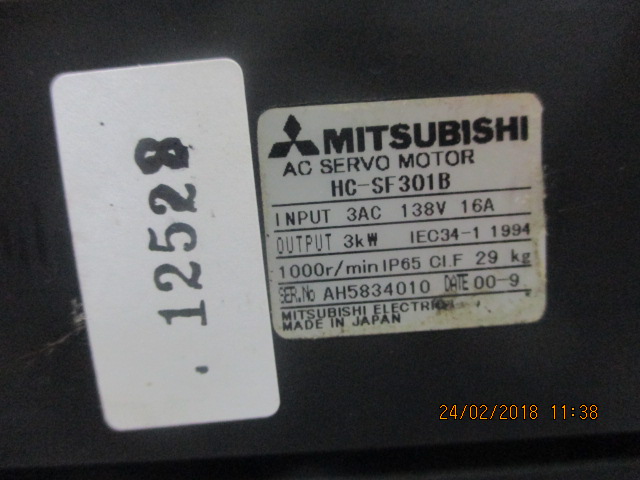 12528
MITSUBISHI
AC SERVO MOTOR
HC-SF301B
INPUT 3AC 138V 16A
OUTPUT 3kW IEC34-1 1994
1000r/min IP65 Cl.F 29 kg
SER.No AH5834010 DATE 00-9
MITSUBISHI ELECTRIC
MADE IN JAPAN
24/02/2018 11:38